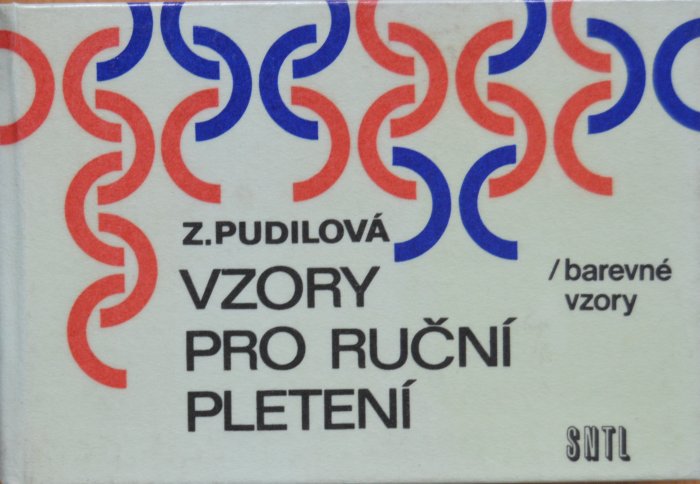 Z.PUDILOVÁ
VZORY
PRO RUČNÍ
PLETENÍ
/barevné
vzory
SNTL